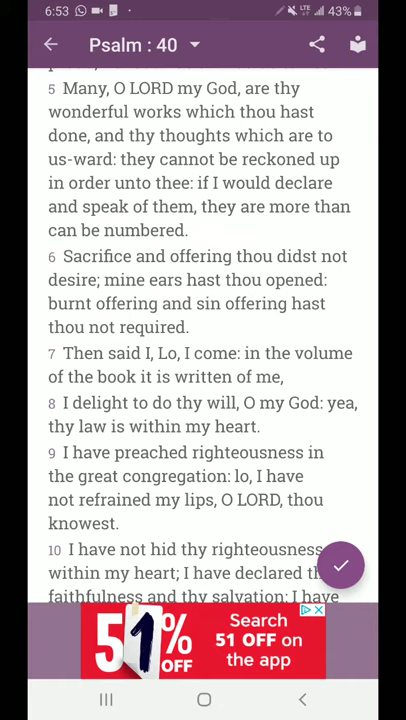 6:53
LTE
43%
Psalm : 40
5 Many, O LORD my God, are thy
wonderful works which thou hast
done, and thy thoughts which are to
us-ward: they cannot be reckoned up
in order unto thee: if I would declare
and speak of them, they are more than
can be numbered.
6 Sacrifice and offering thou didst not
desire; mine ears hast thou opened:
burnt offering and sin offering hast
thou not required.
7 Then said I, Lo, I come: in the volume
of the book it is written of me,
8 I delight to do thy will, O my God: yea,
thy law is within my heart.
9 I have preached righteousness in
the great congregation: lo, I have
not refrained my lips, O LORD, thou
knowest.
10 I have not hid thy righteousness
within my heart; I have declared
faithfulness and thy salvation: I have
51% OFF
Search
51 OFF on
the app